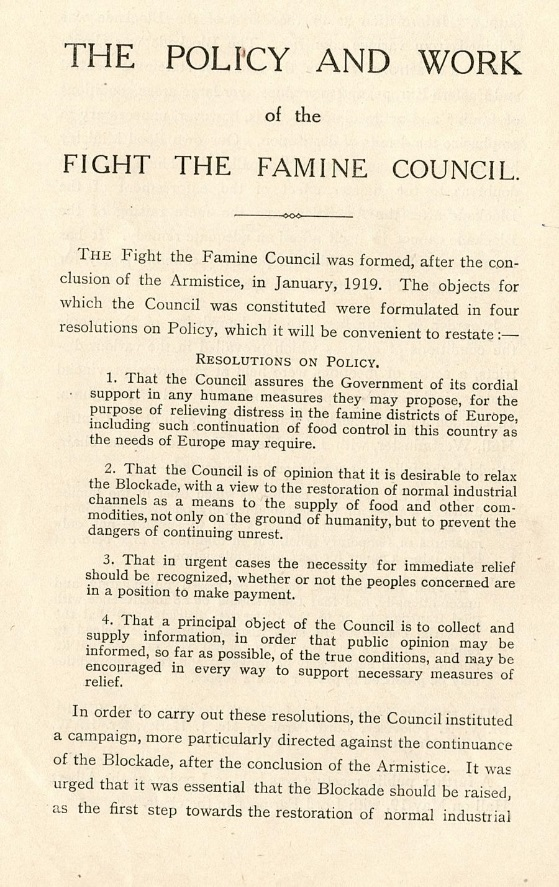 THE POLICY AND WORK
of the
FIGHT THE FAMINE COUNCIL.
THE Fight the Famine Council was formed, after the con-
clusion of the Armistice, in January, 1919. The objects for
which the Council was constituted were formulated in four
resolutions on Policy, which it will be convenient to restate :—
RESOLUTIONS ON POLICY.
1. That the Council assures the Government of its cordial
support in any humane measures they may propose, for the
purpose of relieving distress in the famine districts of Europe,
including such continuation of food control in this country as
the needs of Europe may require.
2. That the Council is of opinion that it is desirable to relax
the Blockade, with a view to the restoration of normal industrial
channels as a means to the supply of food and other com-
modities, not only on the ground of humanity, but to prevent the
dangers of continuing unrest.
3. That in urgent cases the necessity for immediate relief
should be recognized, whether or not the peoples concerned are
in a position to make payment.
4. That a principal object of the Council is to collect and
supply information, in order that public opinion may be
informed, so far as possible, of the true conditions, and may be
encouraged in every way to support necessary measures of
relief.
In order to carry out these resolutions, the Council instituted
a campaign, more particularly directed against the continuance
of the Blockade, after the conclusion of the Armistice. It was
urged that it was essential that the Blockade should be raised,
as the first step towards the restoration of normal industrial